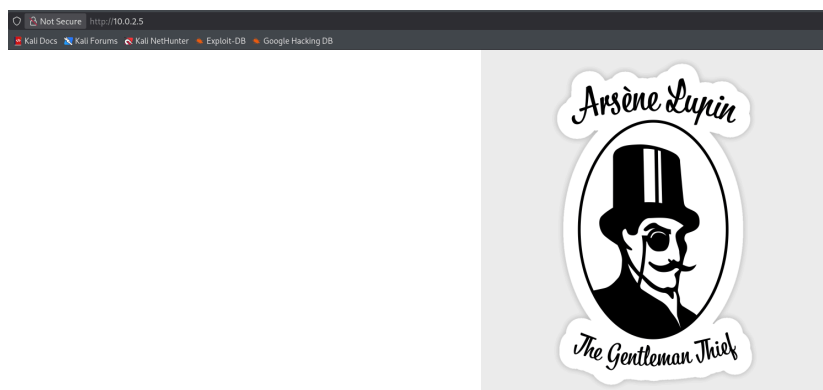 Not Secure http://10.0.2.5
Kali Docs Kali Forums Kali NetHunter Exploit-DB Google Hacking DB
Arsène Lupin
The Gentleman Thief